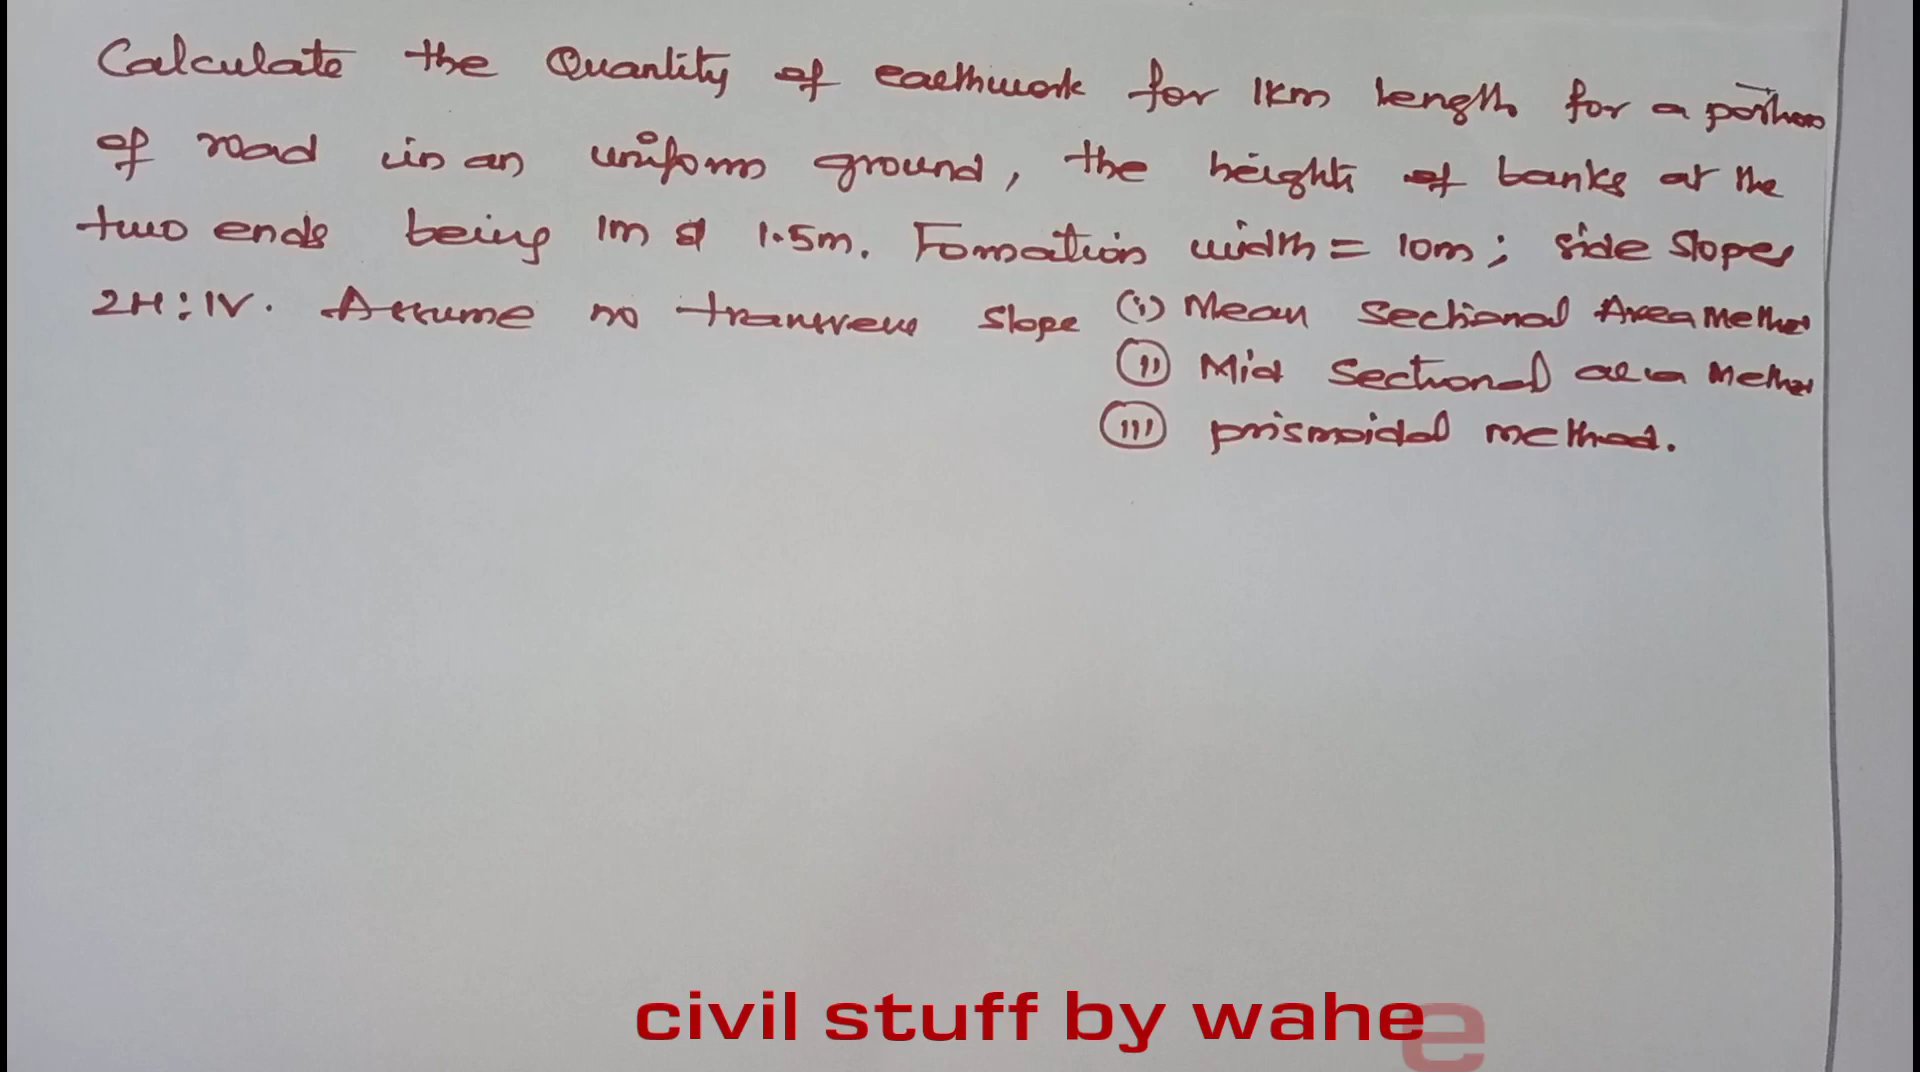 Calculate the Quantity of earthwork for 1km length for a portion
of road in an uniform ground, the heights of banks at the
two ends being 1m & 1.5m. Formation width = 10m; side slopes
2H:1V. Assume no transverse slope (i) Mean Sectional Area Method
(ii) Mid Sectional area Method
(iii) prismoidal method.
civil stuff by wahe e